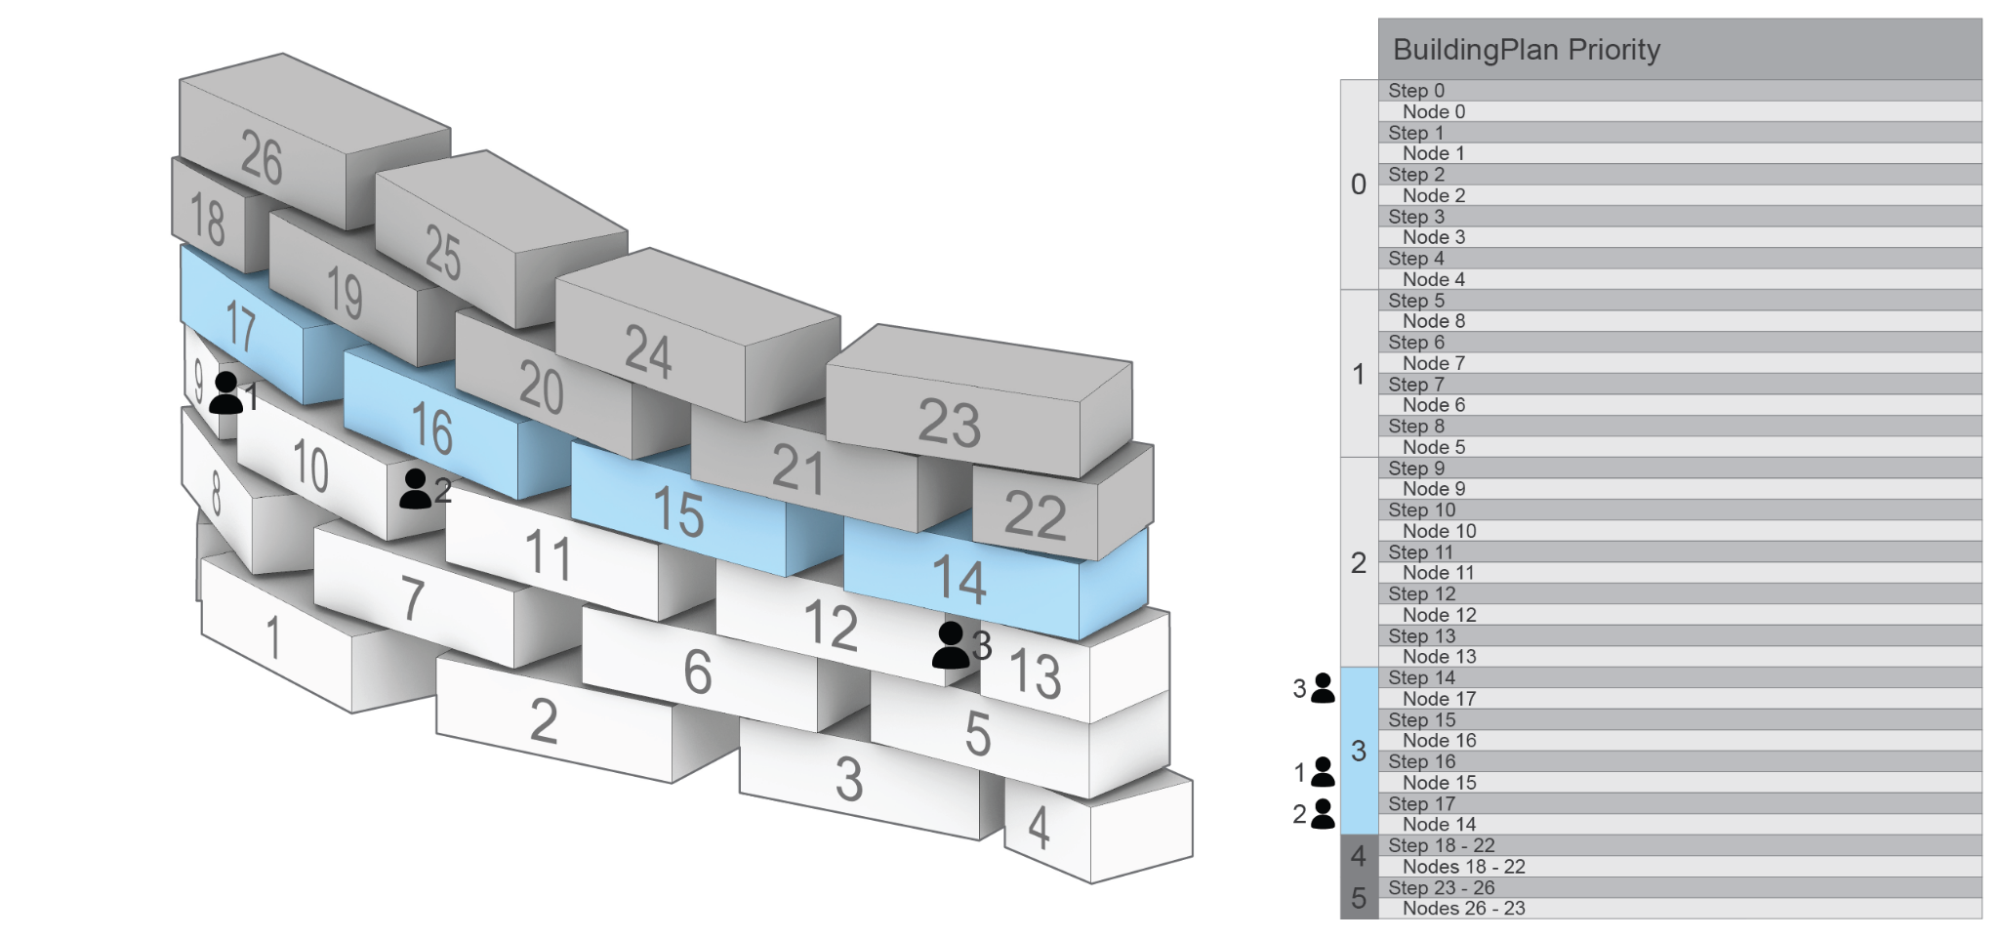 26
25
18
24
19
23
17
20
9
1
16
21
10
2
22
8
15
11
14
7
12
3
1
6
13
2
5
3
4
BuildingPlan Priority
0
Step 0
Node 0
Step 1
Node 1
Step 2
Node 2
Step 3
Node 3
Step 4
Node 4
1
Step 5
Node 8
Step 6
Node 7
Step 7
Node 6
Step 8
Node 5
2
Step 9
Node 9
Step 10
Node 10
Step 11
Node 11
Step 12
Node 12
Step 13
Node 13
3
3
Step 14
Node 17
Step 15
Node 16
1
Step 16
Node 15
2
Step 17
Node 14
4
Step 18 - 22
Nodes 18 - 22
5
Step 23 - 26
Nodes 26 - 23